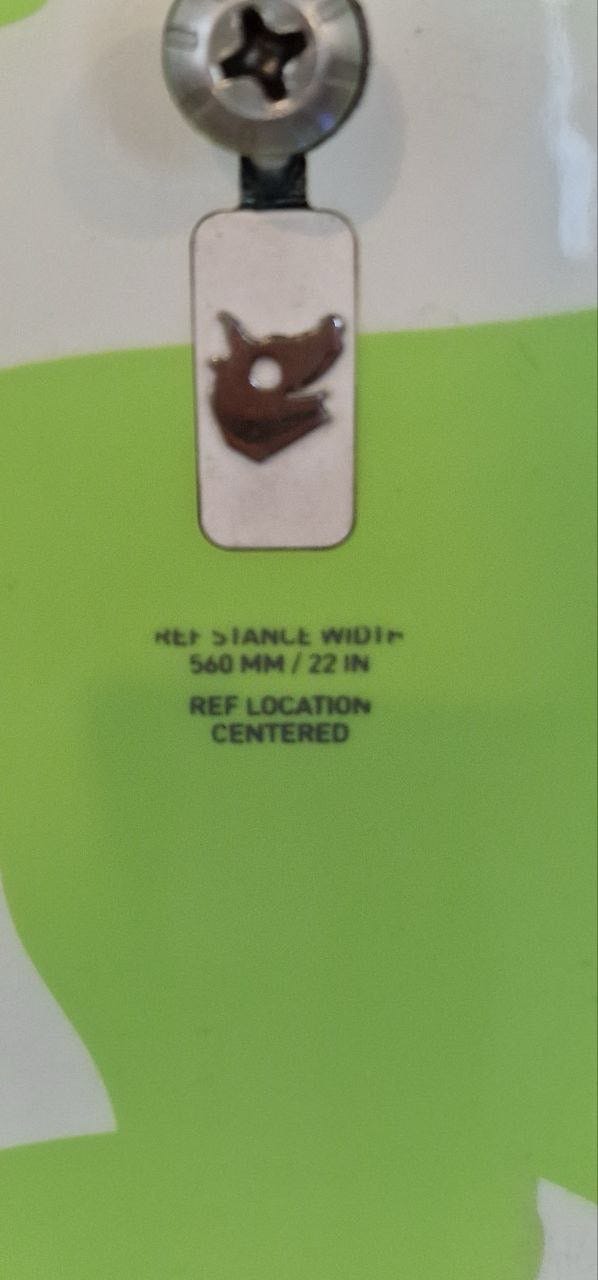 REF STANCE WIDTH
560 MM / 22 IN
REF LOCATION
CENTERED